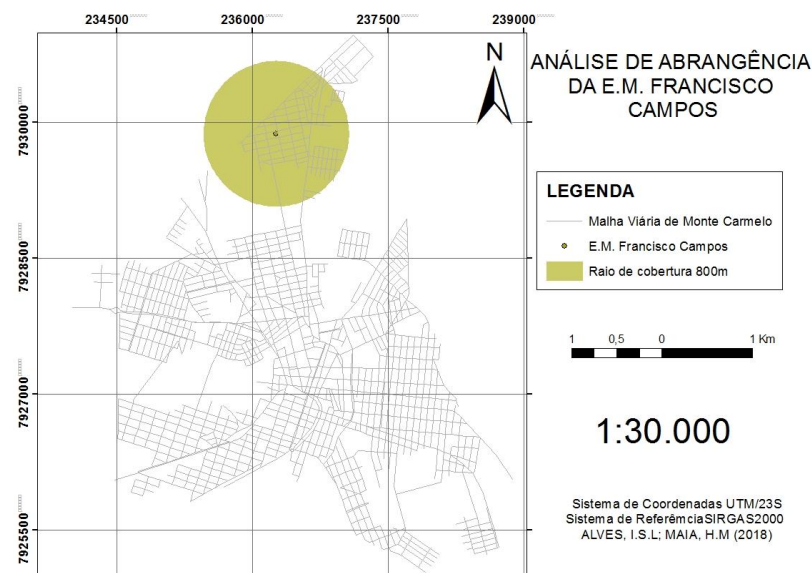 234500 236000 237500 239000
7930000
7928500
7927000
7925500
N
ANÁLISE DE ABRANGÊNCIA
DA E.M. FRANCISCO
CAMPOS
LEGENDA
Malha Viária de Monte Carmelo
E.M. Francisco Campos
Raio de cobertura 800m
1 0,5 0 1 Km
1:30.000
Sistema de Coordenadas UTM/23S
Sistema de ReferêmciaSIRGAS2000
ALVES, I.S.L; MAIA, H.M (2018)